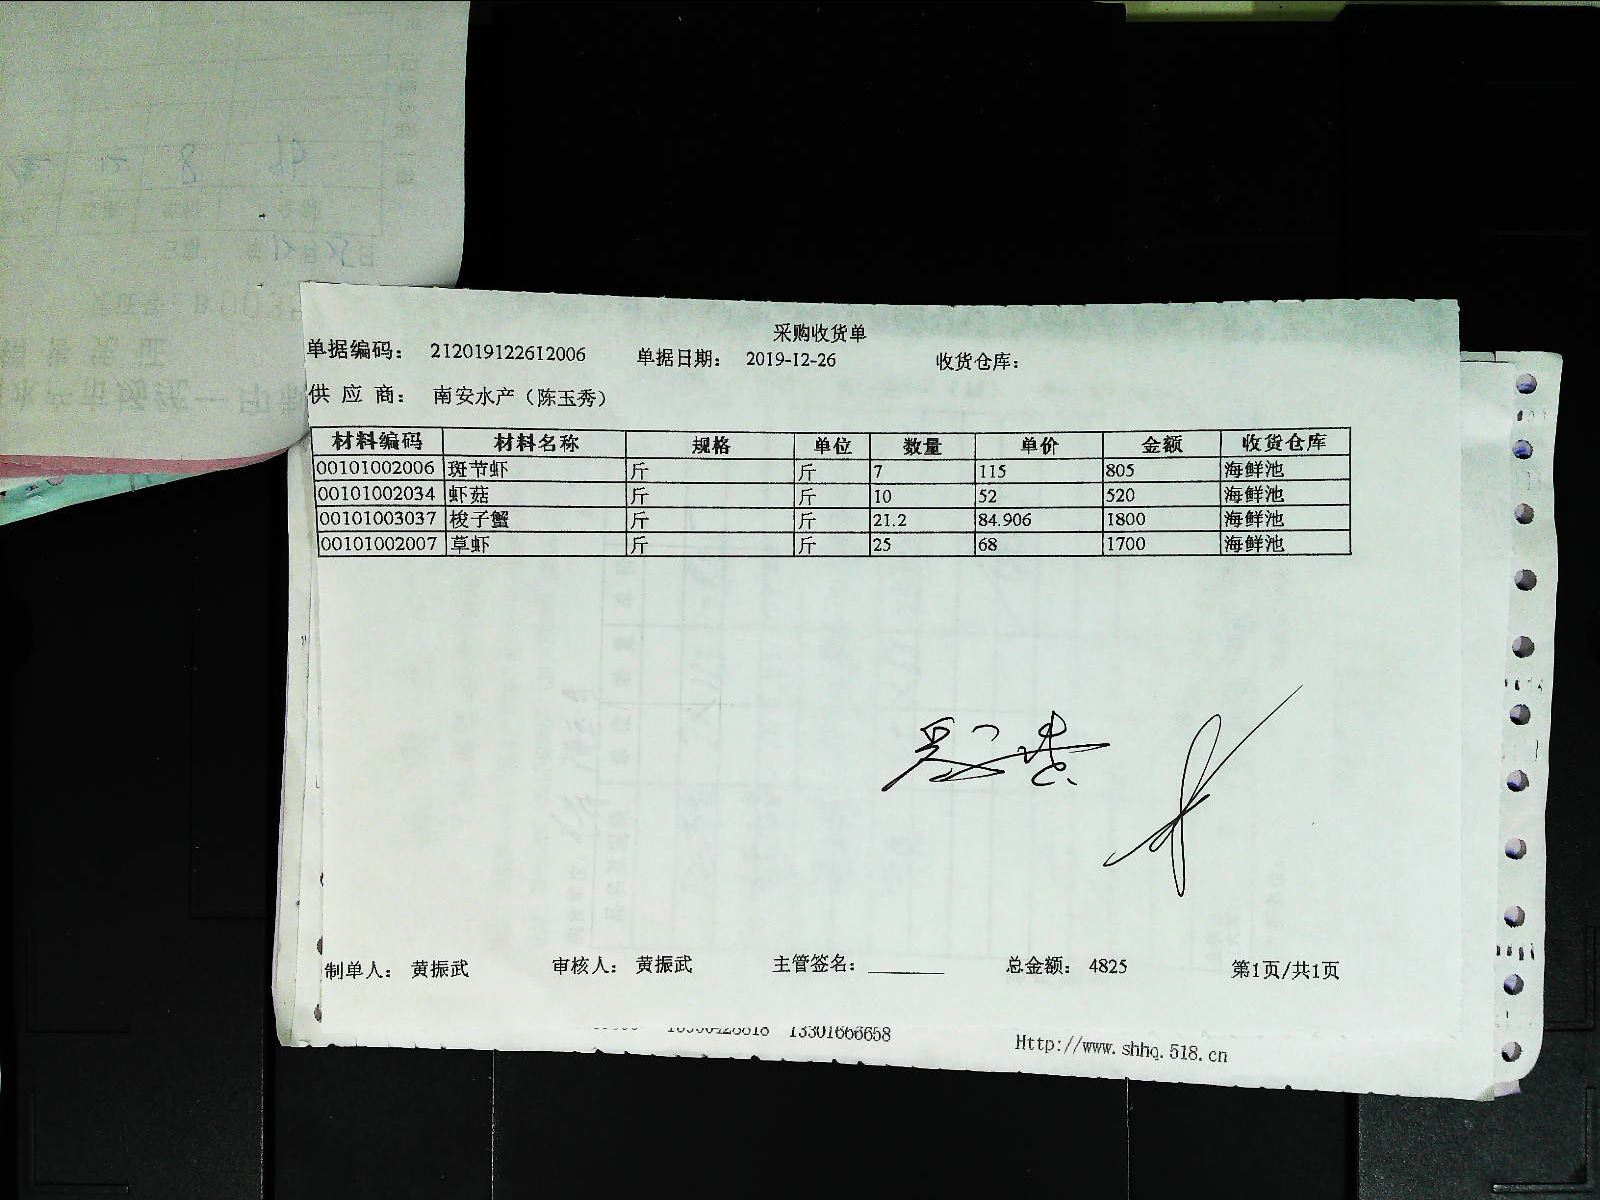 采购收货单
单据编码： 212019122612006 单据日期： 2019-12-26 收货仓库：
供 应 商： 南安水产（陈玉秀）
材料编码 材料名称 规格 单位 数量 单价 金额 收货仓库
00101002006 斑节虾 斤 斤 7 115 805 海鲜池
00101002034 虾菇 斤 斤 10 52 520 海鲜池
00101003037 梭子蟹 斤 斤 21.2 84.906 1800 海鲜池
00101002007 草虾 斤 斤 25 68 1700 海鲜池
制单人： 黄振武 审核人： 黄振武 主管签名：________ 总金额： 4825 第1页/共1页
13301666658
Http://www.shhq.518.cn